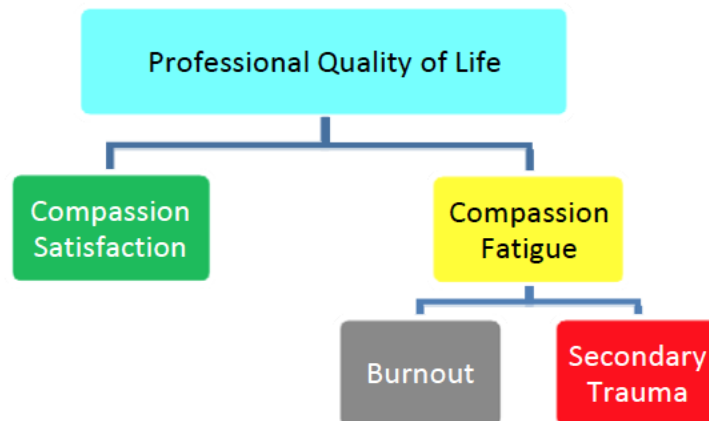 Professional Quality of Life
Compassion
Satisfaction
Compassion
Fatigue
Burnout
Secondary
Trauma